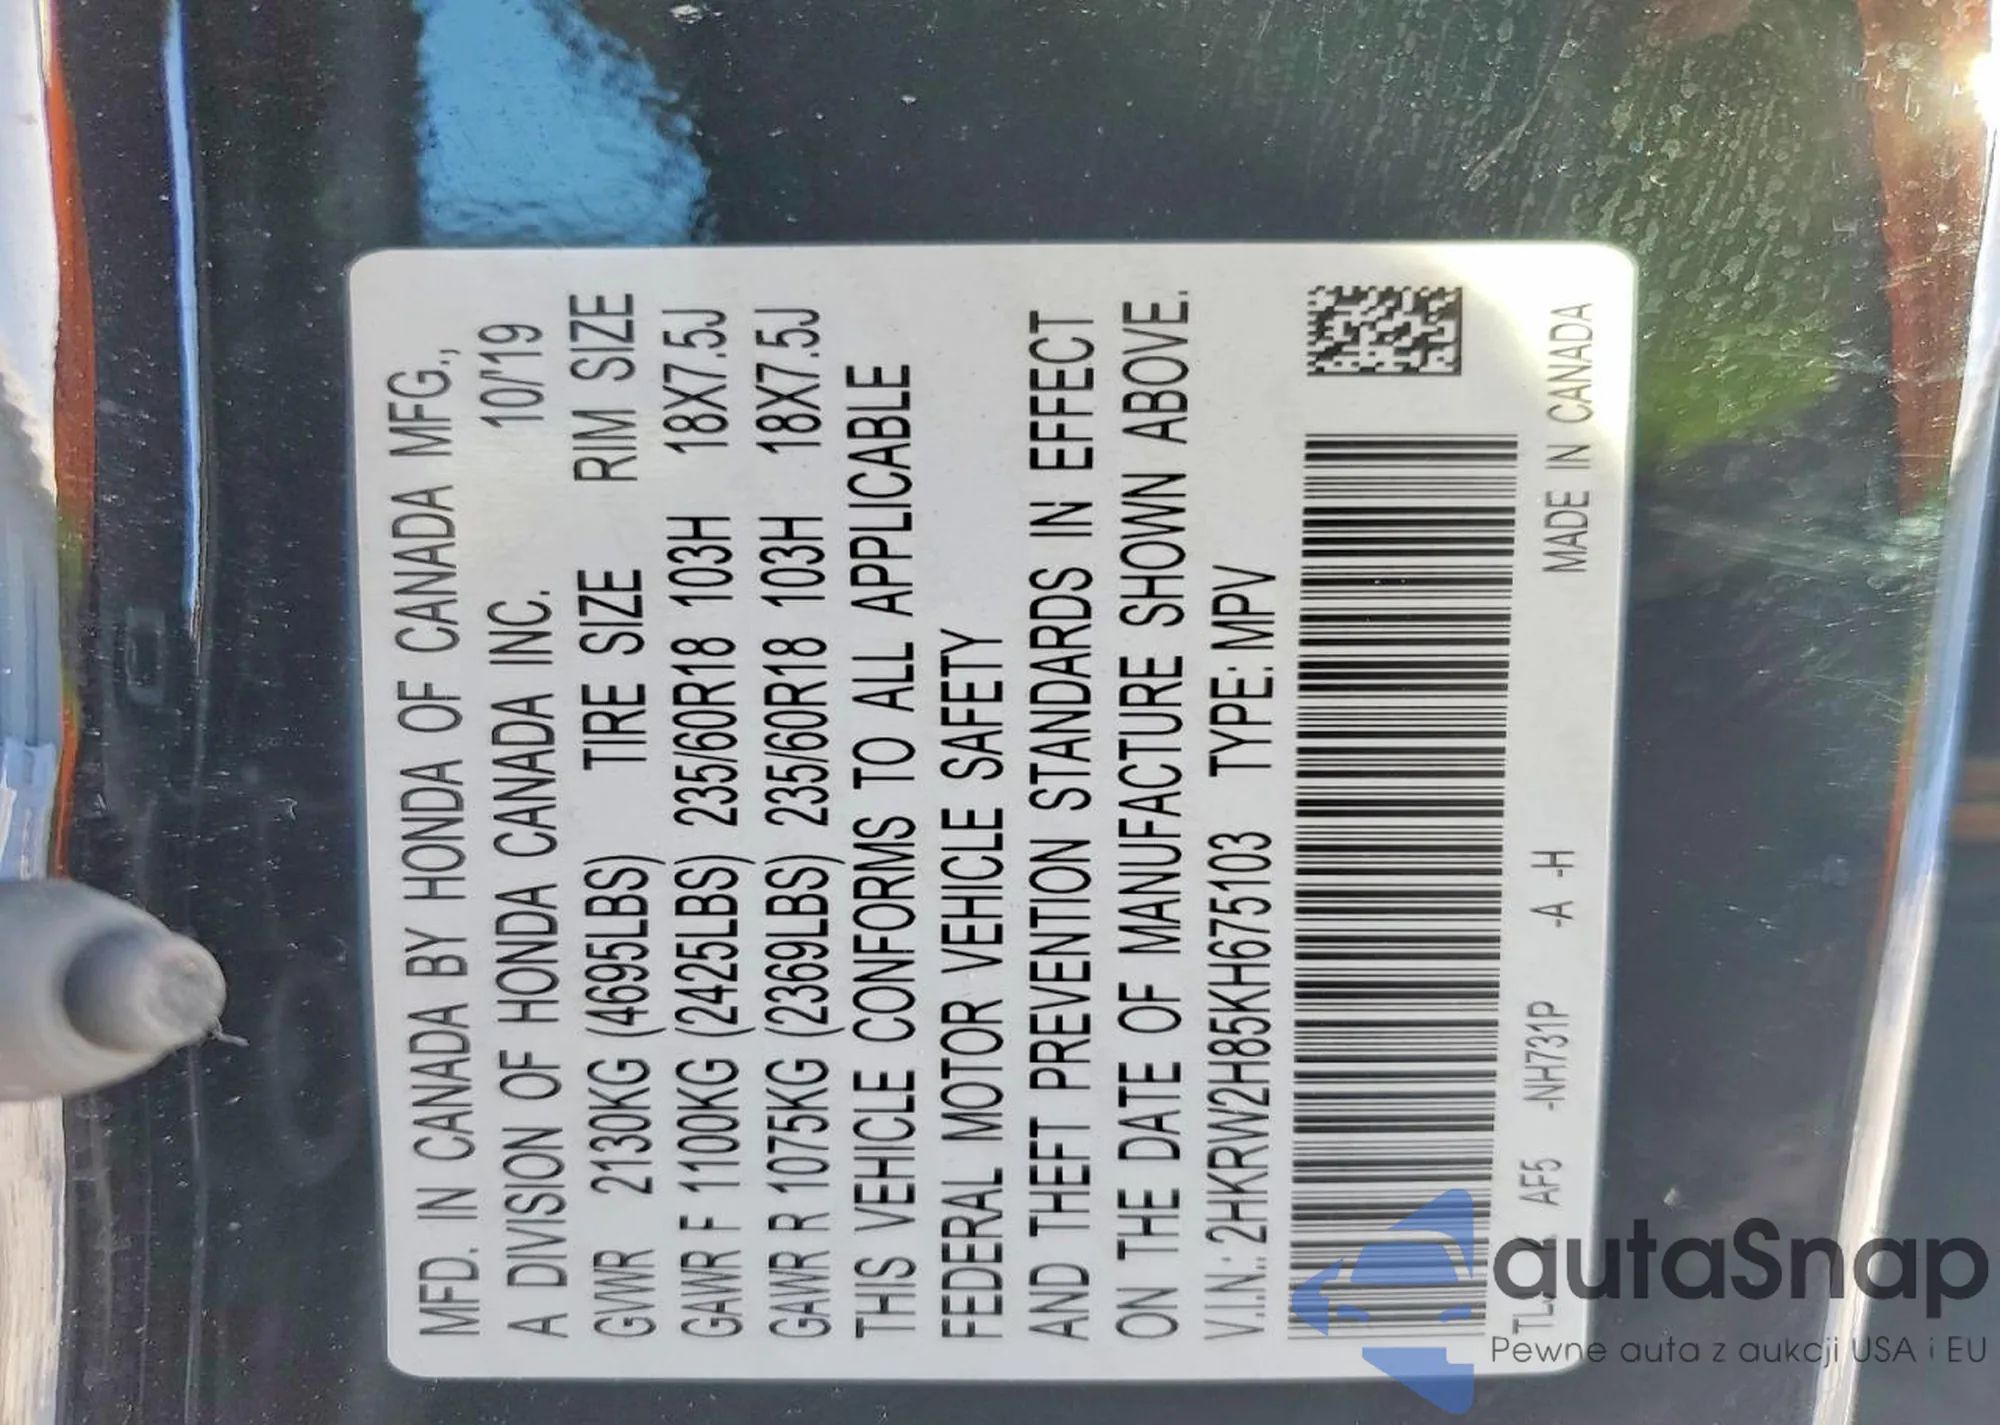 MFD. IN CANADA BY HONDA OF CANADA MFG.,
A DIVISION OF HONDA CANADA INC. 10/'19
GVWR 2130KG (4695LBS) TIRE SIZE RIM SIZE
GAWR F 1100KG (2425LBS) 235/60R18 103H 18X7.5J
GAWR R 1075KG (2369LBS) 235/60R18 103H 18X7.5J
THIS VEHICLE CONFORMS TO ALL APPLICABLE
FEDERAL MOTOR VEHICLE SAFETY
AND THEFT PREVENTION STANDARDS IN EFFECT
ON THE DATE OF MANUFACTURE SHOWN ABOVE.
V.I.N.: 2HKRW2H85KH675103 TYPE: MPV
AF5 -NH731P -A -H MADE IN CANADA
autaSnap
Pewne auta z aukcji USA i EU